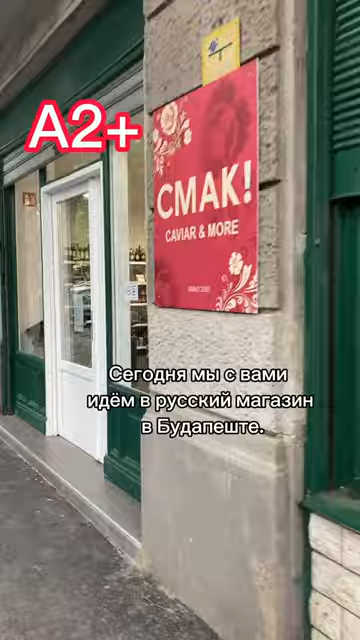 A2+
СМАК!
CAVIAR & MORE
Сегодня мы с вами
идём в русский магазин
в Будапеште.